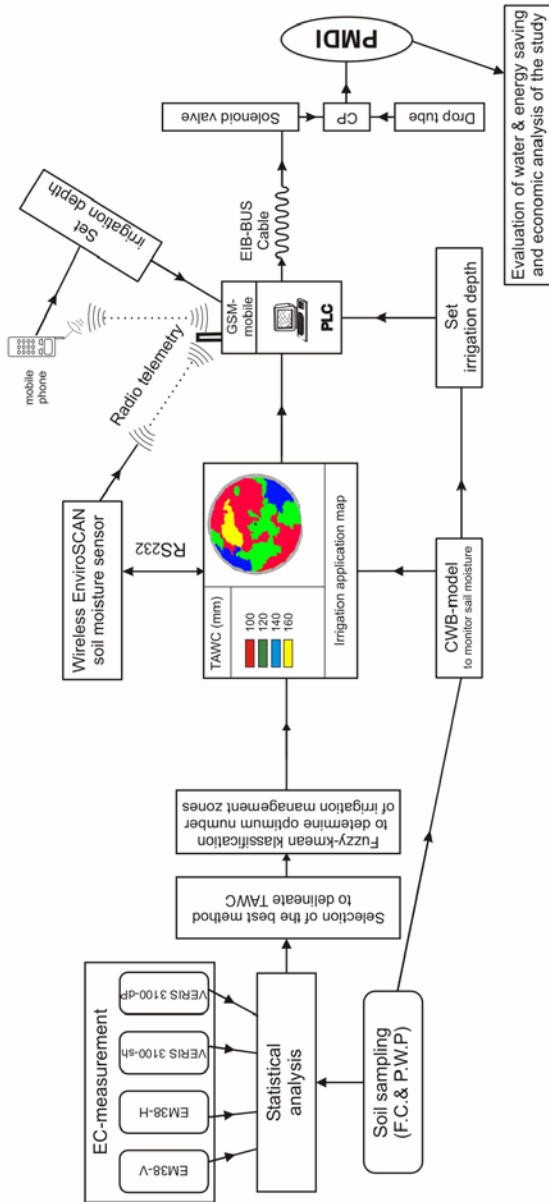 EC-measurement
EM38-V
EM38-H
VERIS 3100-sh
VERIS 3100-dP
Statistical
analysis
Soil sampling
(F.C.& P.W.P)
Selection of the best method
to delineate TAWC
Fuzzy-kmean klassification
to determine optimum number
of irrigation management zones
Wireless EnviroSCAN
soil moisture sensor
RS232
TAWC (mm)
100
120
140
160
Irrigation application map
CWB-model
to monitor sail moisture
Set
irrigation depth
mobile
phone
Radio telemetry
Set
irrigation depth
GSM-
mobile
PLC
EIB-BUS
Cable
Solenoid valve
CP
Drop tube
PMDI
Evaluation of water & energy saving
and economic analysis of the study